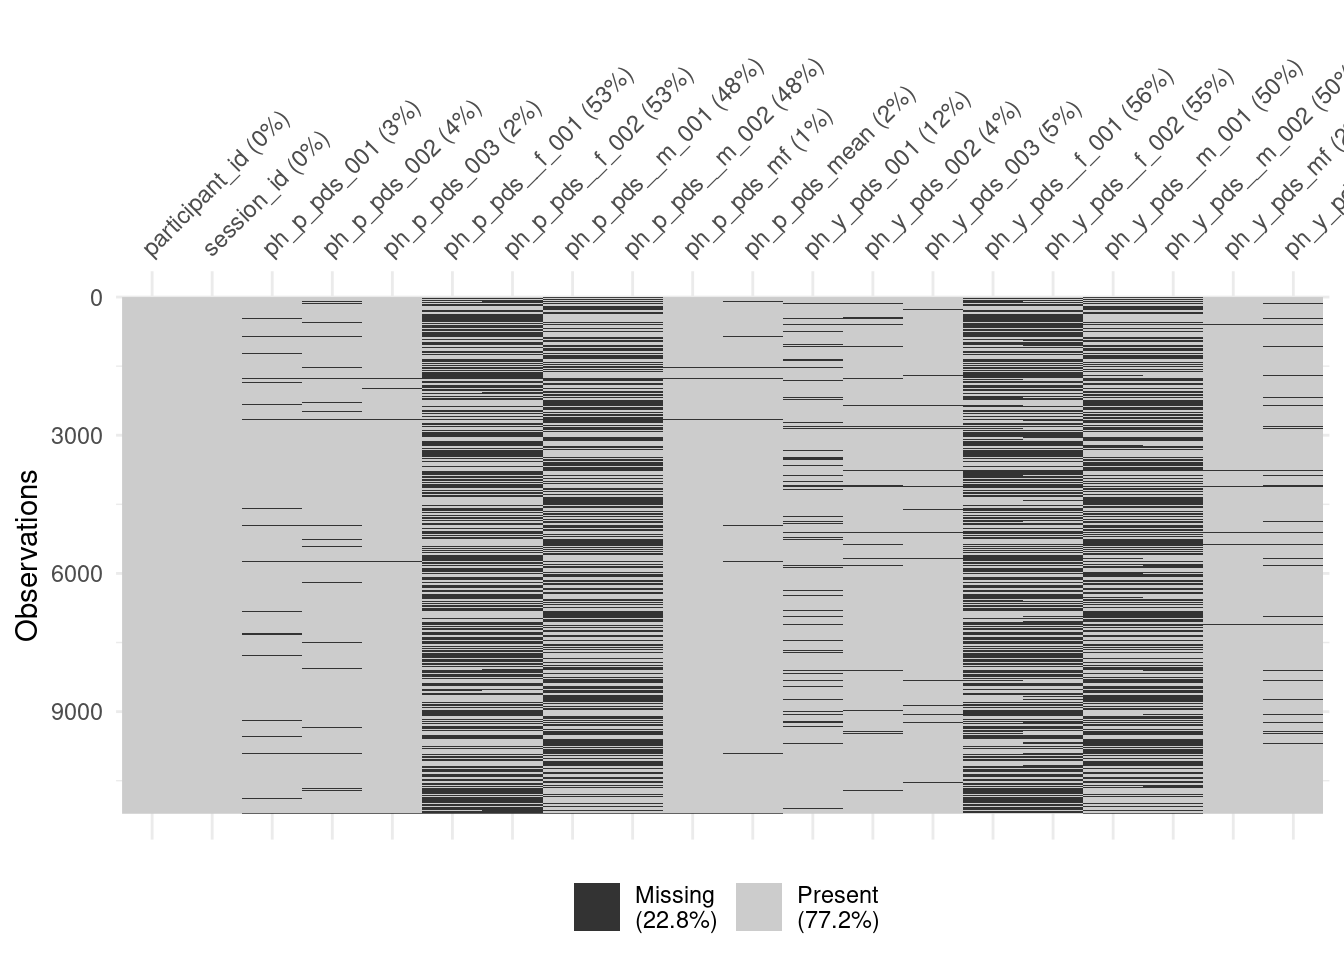 participant_id (0%)
session_id (0%)
ph_p_pds_001 (3%)
ph_p_pds_002 (4%)
ph_p_pds_003 (2%)
ph_p_pds__f_001 (53%)
ph_p_pds__f_002 (53%)
ph_p_pds__m_001 (48%)
ph_p_pds__m_002 (48%)
ph_p_pds_mf (1%)
ph_p_pds_mean (2%)
ph_y_pds_001 (12%)
ph_y_pds_002 (4%)
ph_y_pds_003 (5%)
ph_y_pds__f_001 (56%)
ph_y_pds__f_002 (55%)
ph_y_pds__m_001 (50%)
ph_y_pds__m_002 (50%
ph_y_pds_mf (2
ph_y_pds
0
3000
6000
9000
Observations
Missing
(22.8%)
Present
(77.2%)